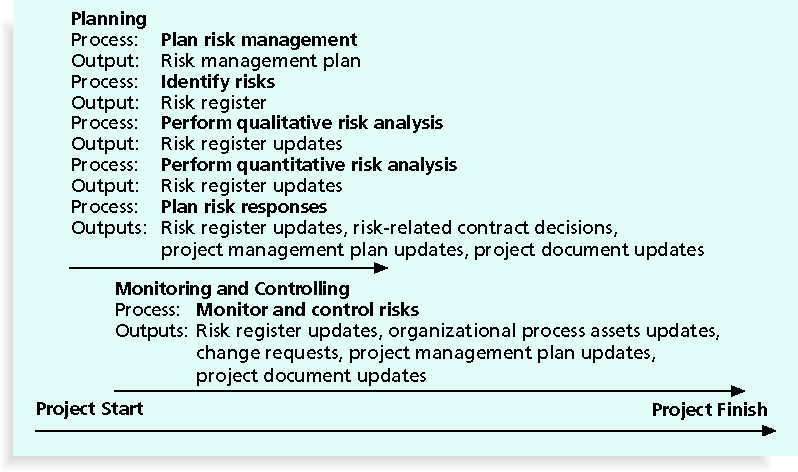 Planning
Process: Plan risk management
Output: Risk management plan
Process: Identify risks
Output: Risk register
Process: Perform qualitative risk analysis
Output: Risk register updates
Process: Perform quantitative risk analysis
Output: Risk register updates
Process: Plan risk responses
Outputs: Risk register updates, risk-related contract decisions,
project management plan updates, project document updates
Monitoring and Controlling
Process: Monitor and control risks
Outputs: Risk register updates, organizational process assets updates,
change requests, project management plan updates,
project document updates
Project Start
Project Finish